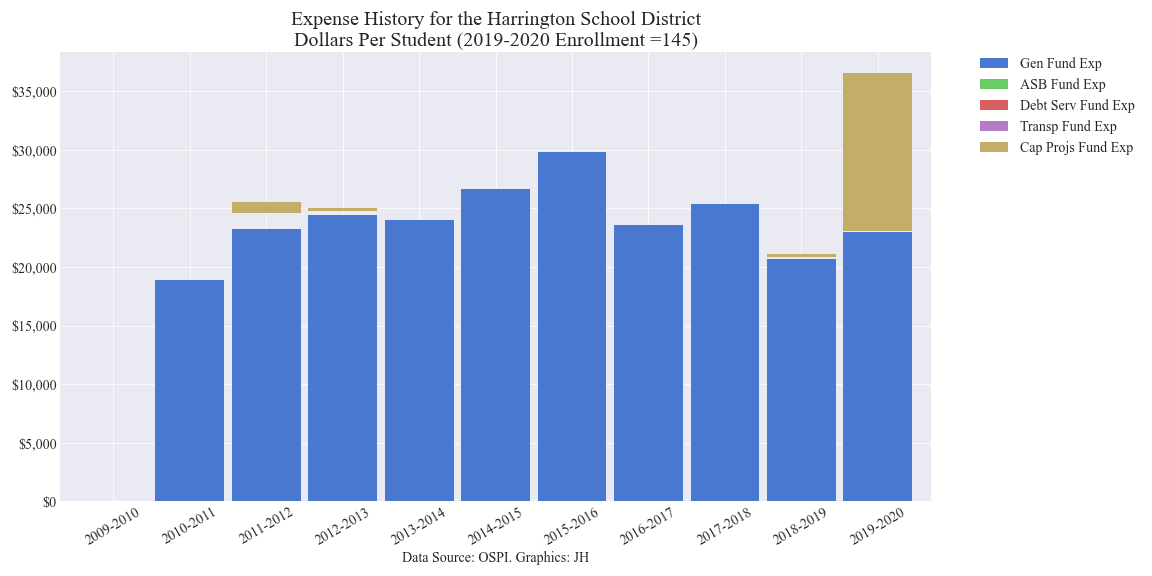 Expense History for the Harrington School District
Dollars Per Student (2019-2020 Enrollment =145)
Gen Fund Exp
ASB Fund Exp
Debt Serv Fund Exp
Transp Fund Exp
Cap Projs Fund Exp
$35,000
$30,000
$25,000
$20,000
$15,000
$10,000
$5,000
$0
2009-2010
2010-2011
2011-2012
2012-2013
2013-2014
2014-2015
2015-2016
2016-2017
2017-2018
2018-2019
2019-2020
Data Source: OSPI. Graphics: JH